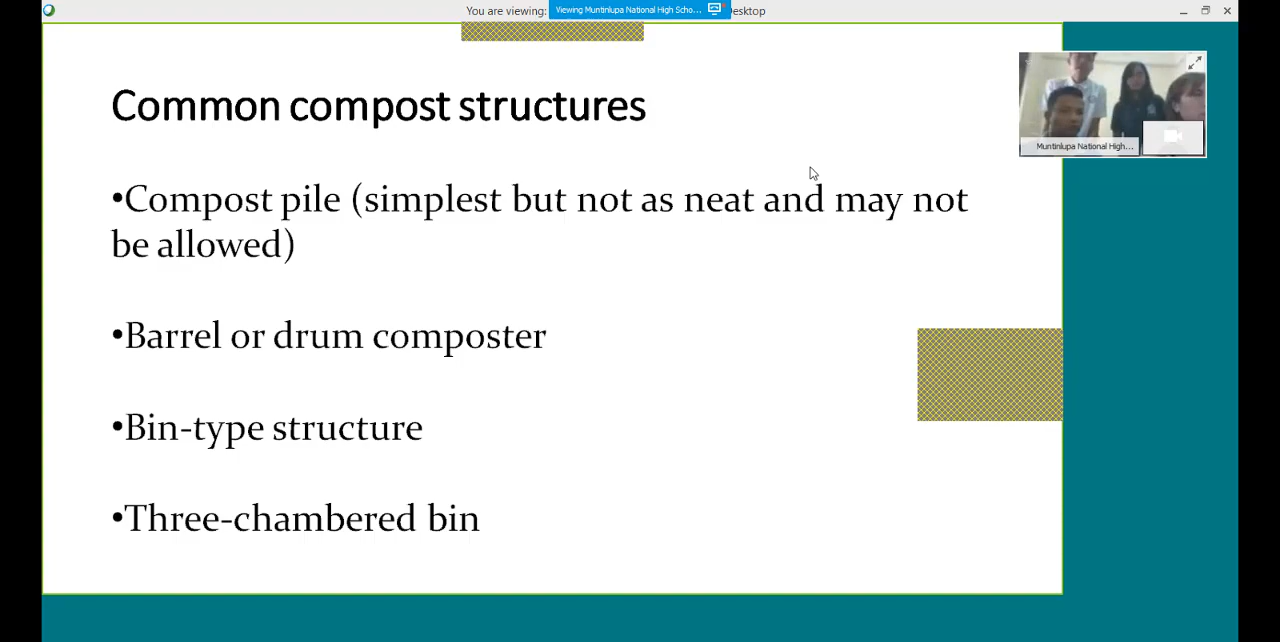 You are viewing:
Viewing Muntinlupa National High Scho...
Desktop
Common compost structures
•Compost pile (simplest but not as neat and may not
be allowed)
•Barrel or drum composter
•Bin-type structure
•Three-chambered bin
Muntinlupa National High...